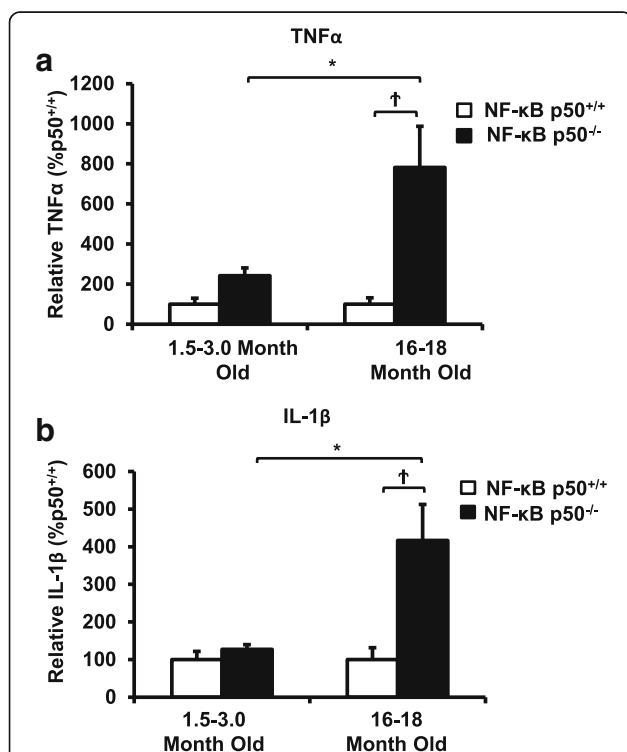 TNFα
a
*
†
NF-κB p50+/+
NF-κB p50-/-
Relative TNFα (%p50+/+)
1200
1000
800
600
400
200
0
1.5-3.0 Month
Old
16-18
Month Old
IL-1β
b
*
†
NF-κB p50+/+
NF-κB p50-/-
Relative IL-1β (%p50+/+)
600
500
400
300
200
100
0
1.5-3.0
Month Old
16-18
Month Old